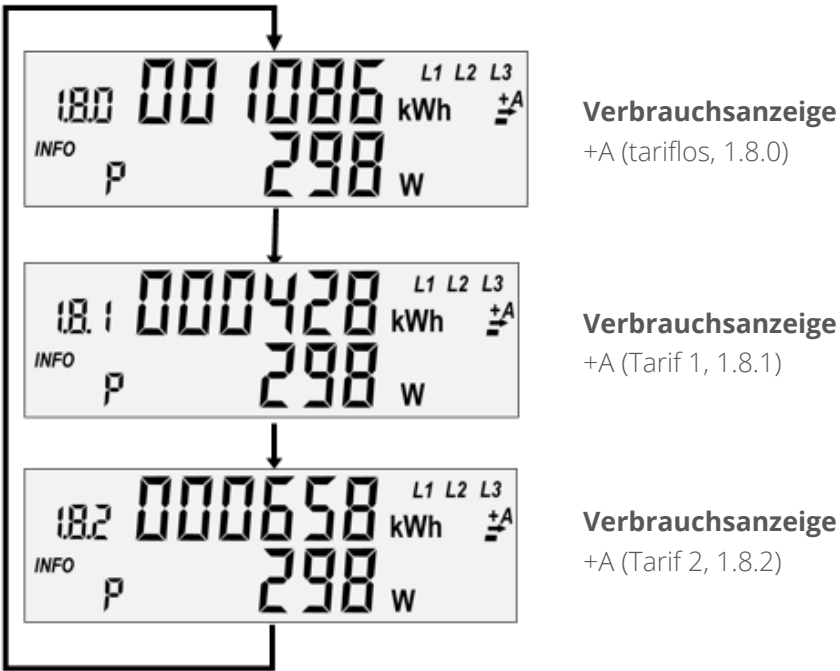 L1 L2 L3
1.8.0 001086 kWh +A
INFO
P 298 W
Verbrauchsanzeige
+A (tariflos, 1.8.0)
L1 L2 L3
1.8.1 000428 kWh +A
INFO
P 298 W
Verbrauchsanzeige
+A (Tarif 1, 1.8.1)
L1 L2 L3
1.8.2 000658 kWh +A
INFO
P 298 W
Verbrauchsanzeige
+A (Tarif 2, 1.8.2)